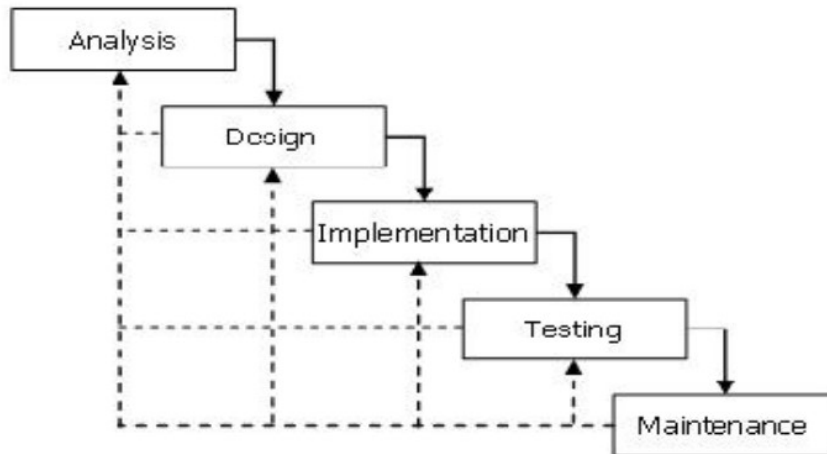 Analysis
Design
Implementation
Testing
Maintenance